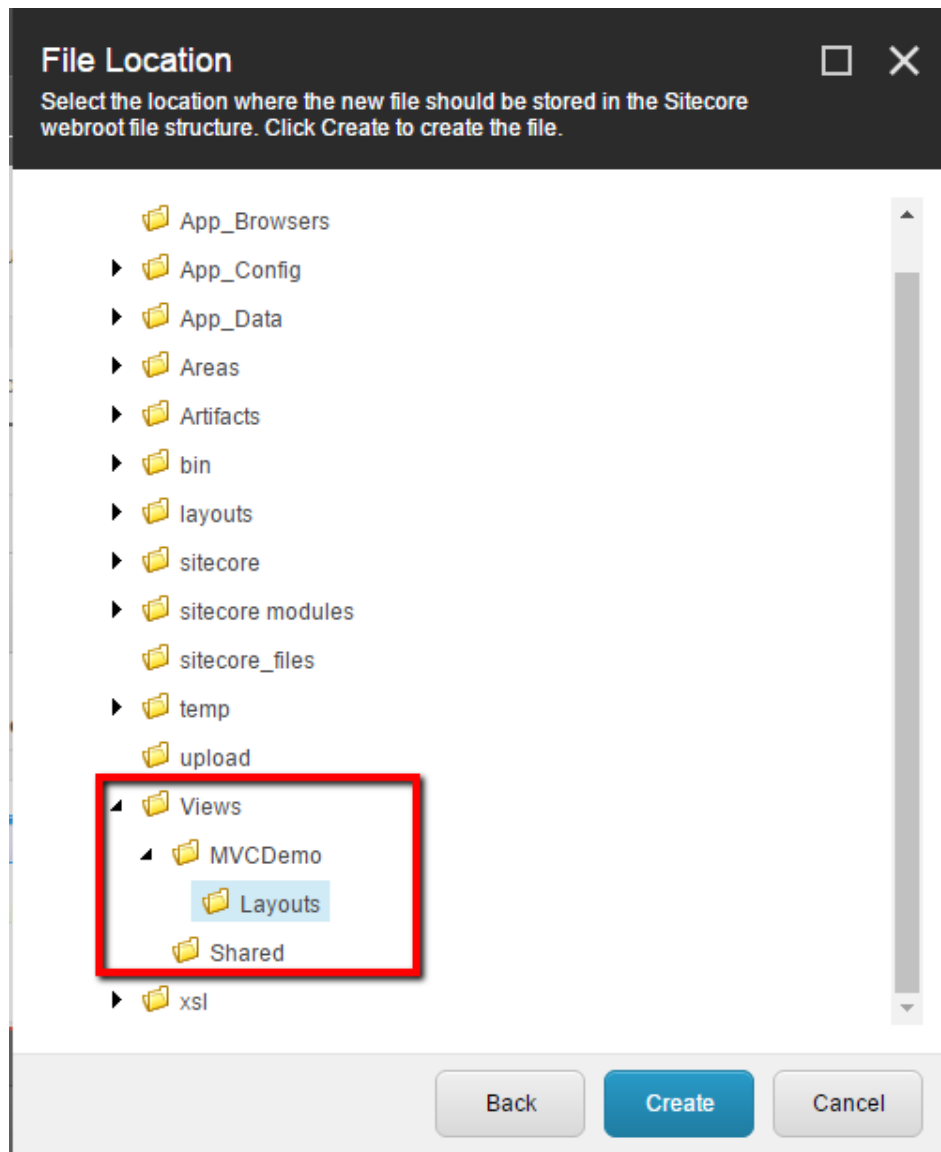 File Location
Select the location where the new file should be stored in the Sitecore
webroot file structure. Click Create to create the file.
App_Browsers
App_Config
App_Data
Areas
Artifacts
bin
layouts
sitecore
sitecore modules
sitecore_files
temp
upload
Views
MVCDemo
Layouts
Shared
xsl
Back Create Cancel